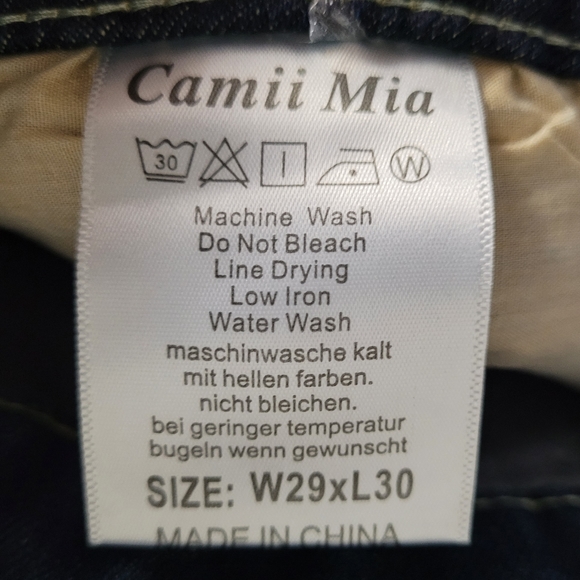 Camii Mia
30 W
Machine Wash
Do Not Bleach
Line Drying
Low Iron
Water Wash
maschinwasche kalt
mit hellen farben.
nicht bleichen.
bei geringer temperatur
bugeln wenn gewunscht
SIZE: W29xL30
MADE IN CHINA